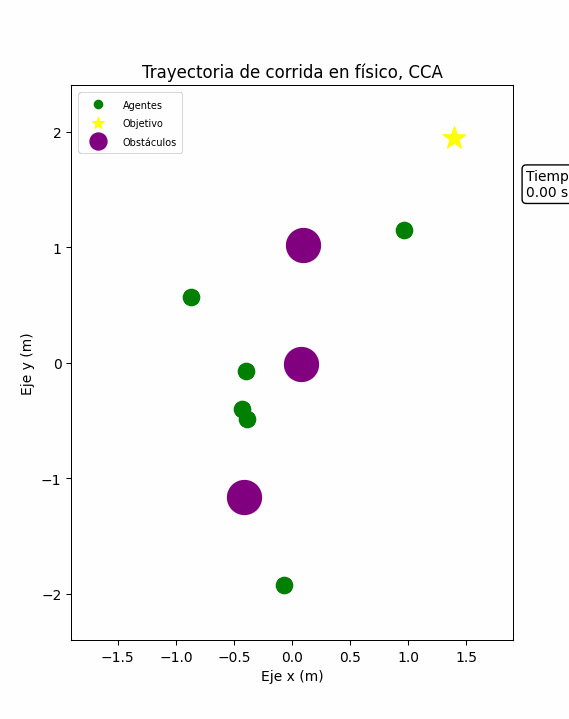 Trayectoria de corrida en físico, CCA
Agentes
Objetivo
Obstáculos
0.00 s
2
1
0
−1
−2
Eje y (m)
−1.5 −1.0 −0.5 0.0 0.5 1.0 1.5
Eje x (m)